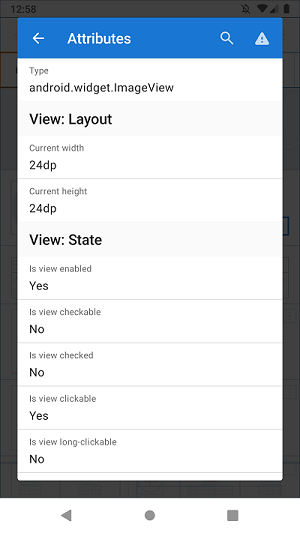 12:58
Attributes
Type
android.widget.ImageView
View: Layout
Current width
24dp
Current height
24dp
View: State
Is view enabled
Yes
Is view checkable
No
Is view checked
No
Is view clickable
Yes
Is view long-clickable
No